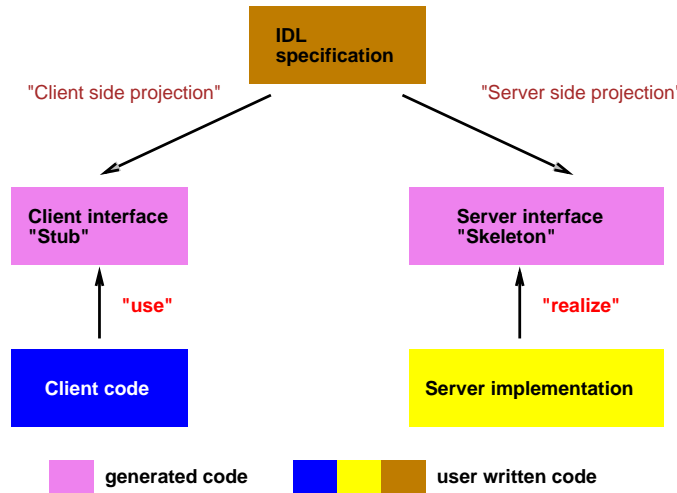 IDL
specification
"Client side projection"
"Server side projection"
Client interface
"Stub"
Server interface
"Skeleton"
"use"
"realize"
Client code
Server implementation
generated code
user written code